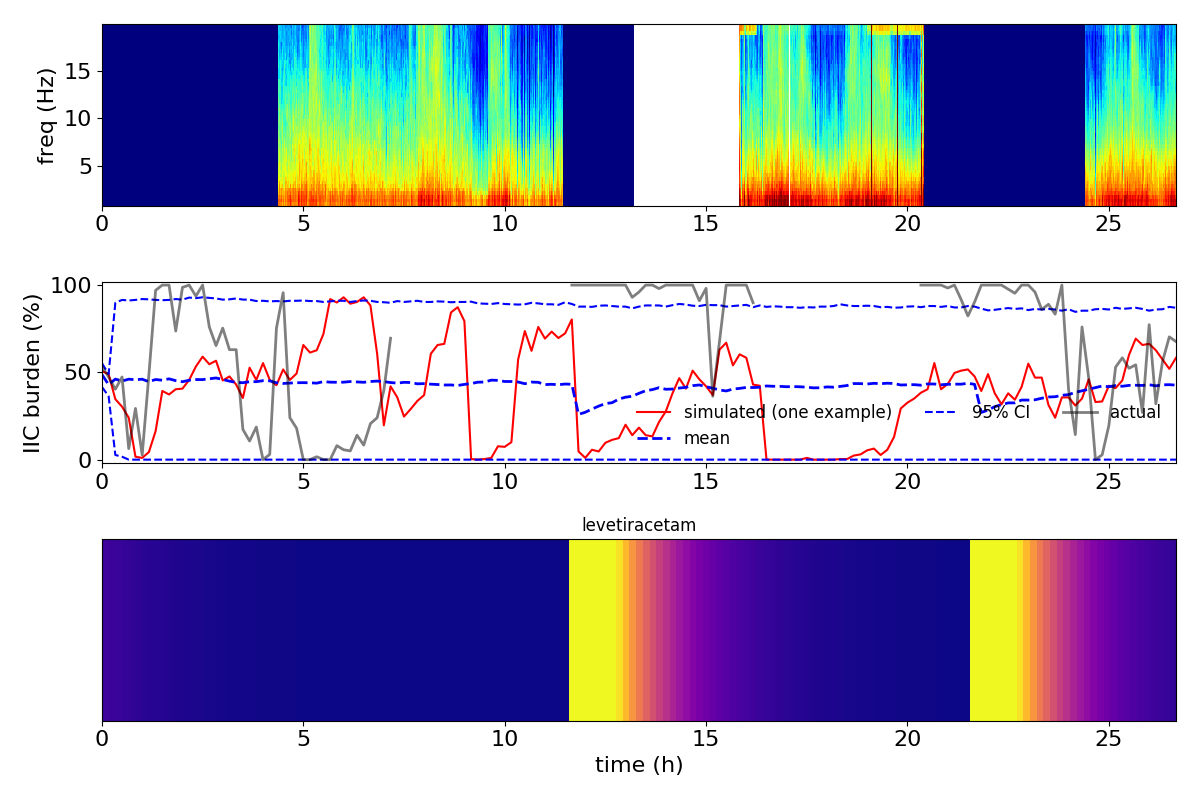 freq (Hz)
15
10
5
0 5 10 15 20 25
IIC burden (%)
100
50
0
simulated (one example) 95% CI actual
mean
0 5 10 15 20 25
levetiracetam
0 5 10 15 20 25
time (h)